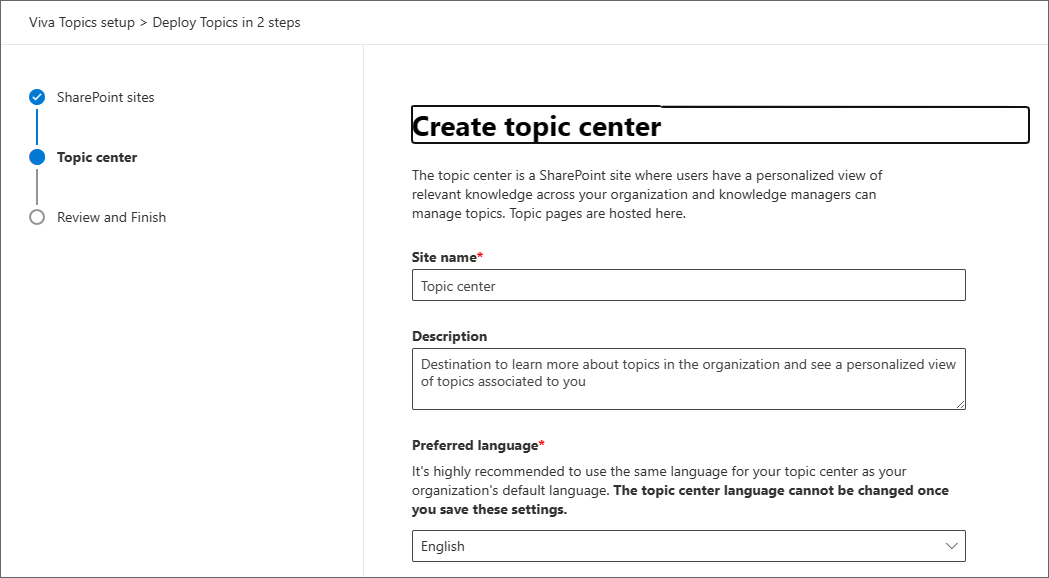 Viva Topics setup > Deploy Topics in 2 steps
SharePoint sites
Topic center
Review and Finish
Create topic center
The topic center is a SharePoint site where users have a personalized view of
relevant knowledge across your organization and knowledge managers can
manage topics. Topic pages are hosted here.
Site name*
Topic center
Description
Destination to learn more about topics in the organization and see a personalized view
of topics associated to you
Preferred language*
It's highly recommended to use the same language for your topic center as your
organization's default language. The topic center language cannot be changed once
you save these settings.
English